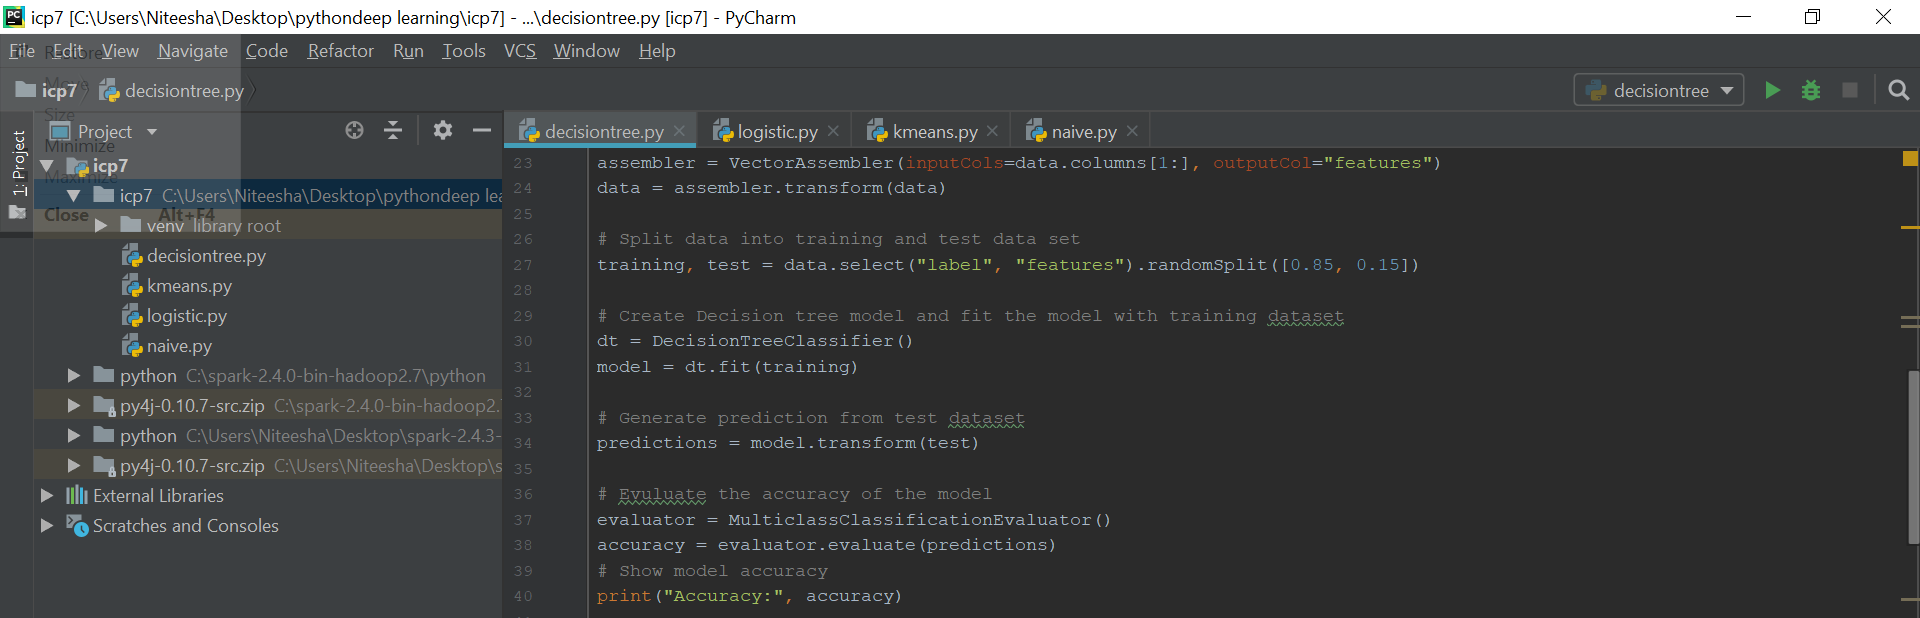 icp7 [C:\Users\Niteesha\Desktop\pythondeep learning\icp7] - ...\decisiontree.py [icp7] - PyCharm
File Edit View Navigate Code Refactor Run Tools VCS Window Help
Restore
Move
Size
Minimize
Maximize
Close Alt+F4
icp7 decisiontree.py
decisiontree
1: Project
Project
icp7
icp7 C:\Users\Niteesha\Desktop\pythondeep lea
venv library root
decisiontree.py
kmeans.py
logistic.py
naive.py
python C:\spark-2.4.0-bin-hadoop2.7\python
py4j-0.10.7-src.zip C:\spark-2.4.0-bin-hadoop2.
python C:\Users\Niteesha\Desktop\spark-2.4.3-
py4j-0.10.7-src.zip C:\Users\Niteesha\Desktop\s
External Libraries
Scratches and Consoles
decisiontree.py logistic.py kmeans.py naive.py
23 assembler = VectorAssembler(inputCols=data.columns[1:], outputCol="features")
24 data = assembler.transform(data)
25
26 # Split data into training and test data set
27 training, test = data.select("label", "features").randomSplit([0.85, 0.15])
28
29 # Create Decision tree model and fit the model with training dataset
30 dt = DecisionTreeClassifier()
31 model = dt.fit(training)
32
33 # Generate prediction from test dataset
34 predictions = model.transform(test)
35
36 # Evuluate the accuracy of the model
37 evaluator = MulticlassClassificationEvaluator()
38 accuracy = evaluator.evaluate(predictions)
39 # Show model accuracy
40 print("Accuracy:", accuracy)